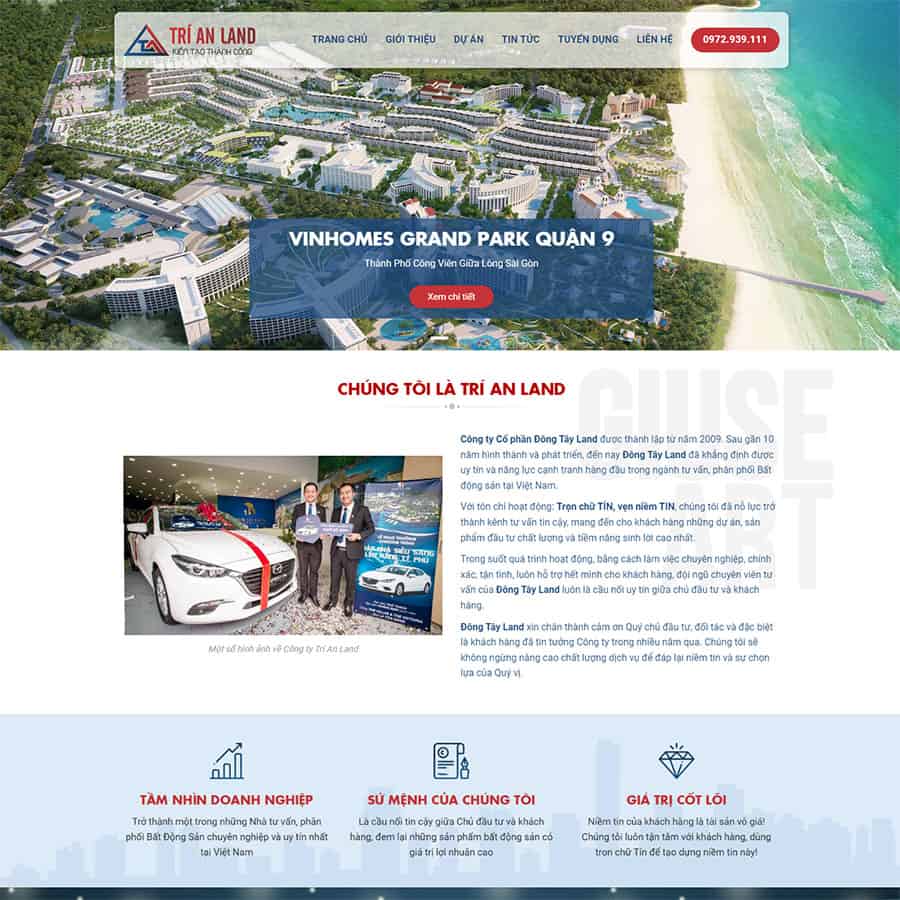 TRÍ AN LAND
KIẾN TẠO THÀNH CÔNG
TRANG CHỦ GIỚI THIỆU DỰ ÁN TIN TỨC TUYỂN DỤNG LIÊN HỆ 0972.939.111
VINHOMES GRAND PARK QUẬN 9
Thành Phố Công Viên Giữa Lòng Sài Gòn
Xem chi tiết
CHÚNG TÔI LÀ TRÍ AN LAND
GIUSE
ART
Công ty Cổ phần Đông Tây Land được thành lập từ năm 2009. Sau gần 10
năm hình thành và phát triển, đến nay Đông Tây Land đã khẳng định được
uy tín và năng lực cạnh tranh hàng đầu trong ngành tư vấn, phân phối Bất
động sản tại Việt Nam.
Với tôn chỉ hoạt động: Trọn chữ TÍN, vẹn niềm TIN, chúng tôi đã nỗ lực trở
thành kênh tư vấn tin cậy, mang đến cho khách hàng những dự án, sản
phẩm đầu tư chất lượng và tiềm năng sinh lời cao nhất.
Trong suốt quá trình hoạt động, bằng cách làm việc chuyên nghiệp, chính
xác, tận tình, luôn hỗ trợ hết mình cho khách hàng, đội ngũ chuyên viên tư
vấn của Đông Tây Land luôn là cầu nối uy tín giữa chủ đầu tư và khách
hàng.
Đông Tây Land xin chân thành cảm ơn Quý chủ đầu tư, đối tác và đặc biệt
là khách hàng đã tin tưởng Công ty trong nhiều năm qua. Chúng tôi sẽ
không ngừng nâng cao chất lượng dịch vụ để đáp lại niềm tin và sự chọn
lựa của Quý vị.
Một số hình ảnh về Công ty Trí An Land
TẦM NHÌN DOANH NGHIỆP
Trở thành một trong những Nhà tư vấn, phân
phối Bất Động Sản chuyên nghiệp và uy tín nhất
tại Việt Nam
SỨ MỆNH CỦA CHÚNG TÔI
Là cầu nối tin cậy giữa Chủ đầu tư và khách
hàng, đem lại những sản phẩm bất động sản có
giá trị lợi nhuận cao
GIÁ TRỊ CỐT LÕI
Niềm tin của khách hàng là tài sản vô giá!
Chúng tôi luôn tận tâm với khách hàng, dùng
trọn chữ Tín để tạo dựng niềm tin này!